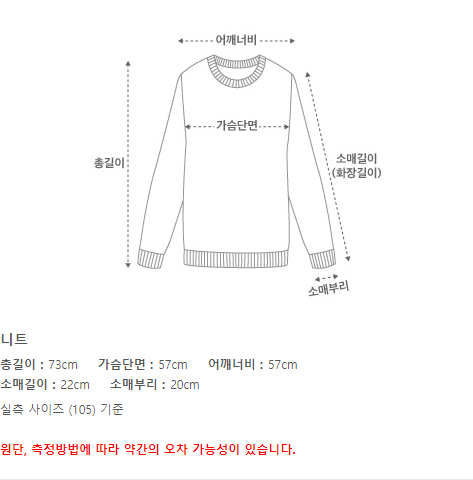 어깨너비
가슴단면
총길이
소매길이
(화장길이)
소매부리
니트
총길이 : 73cm 가슴단면 : 57cm 어깨너비 : 57cm
소매길이 : 22cm 소매부리 : 20cm
실측 사이즈 (105) 기준
원단, 측정방법에 따라 약간의 오차 가능성이 있습니다.